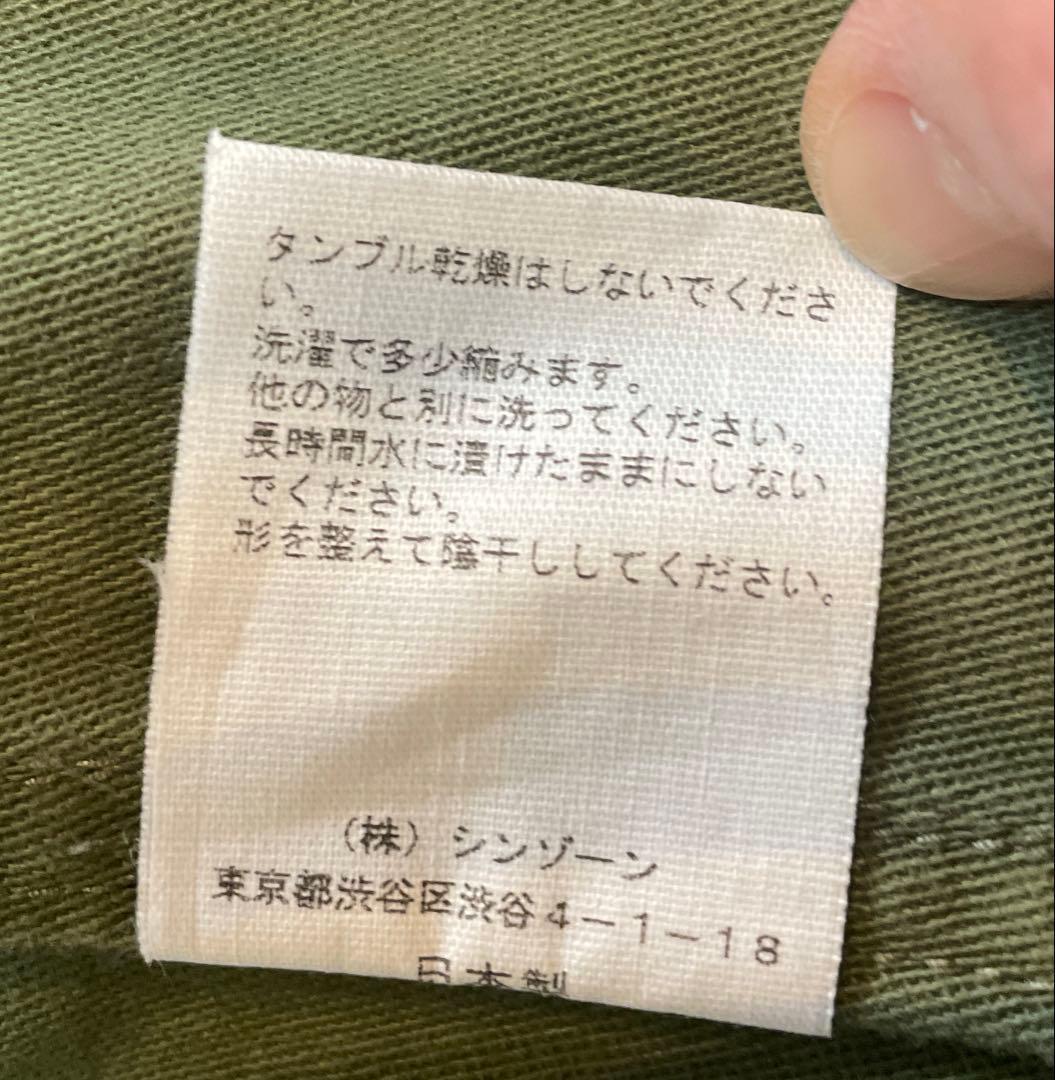 タンブル乾燥はしないでくださ
い。
洗濯で多少縮みます。
他の物と別に洗ってください。
長時間水に漬けたままにしない
でください。
形を整えて陰干ししてください。
(株)シンゾーン
東京都渋谷区渋谷4-1-18
日本製